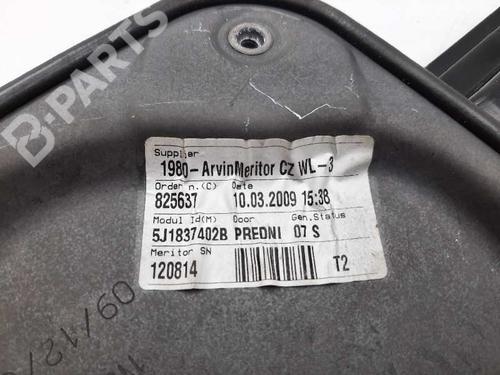 B-PARTS
Supplier
1980-ArvinMeritor CZ WL-3
Order n.(C) Date
825637 10.03.2009 15:38
Modul Id(M) Door Gen.Status
5J1837402B PREDNI 07 S
Meritor SN
120814 T2